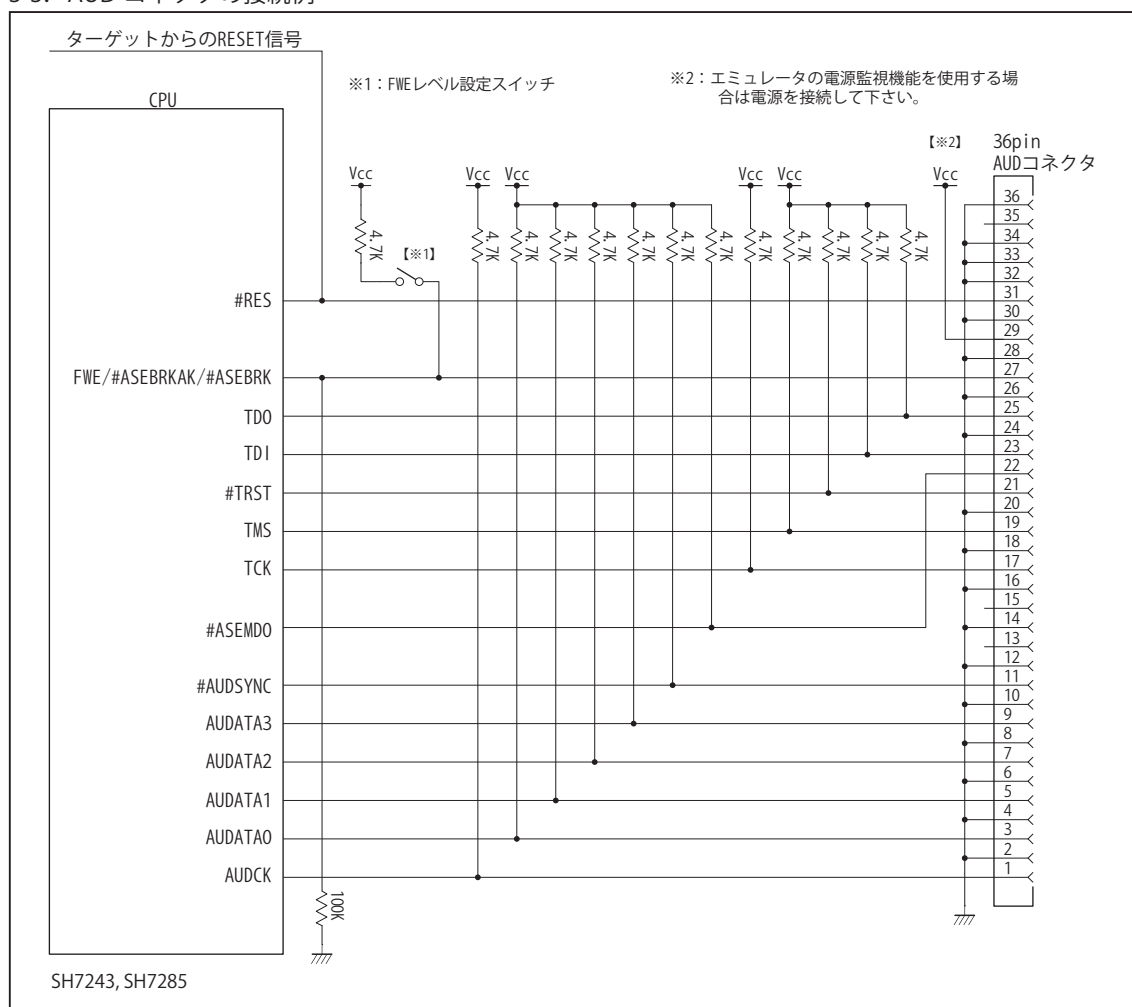 ターゲットからのRESET信号
※1：FWEレベル設定スイッチ
※2：エミュレータの電源監視機能を使用する場
合は電源を接続して下さい。
CPU
【※2】
36pin
AUDコネクタ
Vcc
Vcc
Vcc
Vcc
Vcc
Vcc
4.7K
4.7K
4.7K
4.7K
4.7K
4.7K
4.7K
4.7K
4.7K
4.7K
4.7K
4.7K
4.7K
【※1】
#RES
FWE/#ASEBRKAK/#ASEBRK
TDO
TDI
#TRST
TMS
TCK
#ASEMDO
#AUDSYNC
AUDATA3
AUDATA2
AUDATA1
AUDATA0
AUDCK
36
35
34
33
32
31
30
29
28
27
26
25
24
23
22
21
20
19
18
17
16
15
14
13
12
11
10
9
8
7
6
5
4
3
2
1
100K
SH7243, SH7285